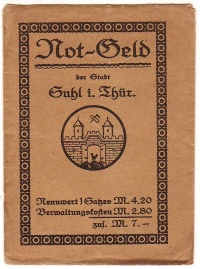 Not-Geld
der Stadt
Suhl i. Thür.
Nennwert 1 Satzes M. 4.20
Verwaltungskosten M. 2.80
zus. M. 7.-